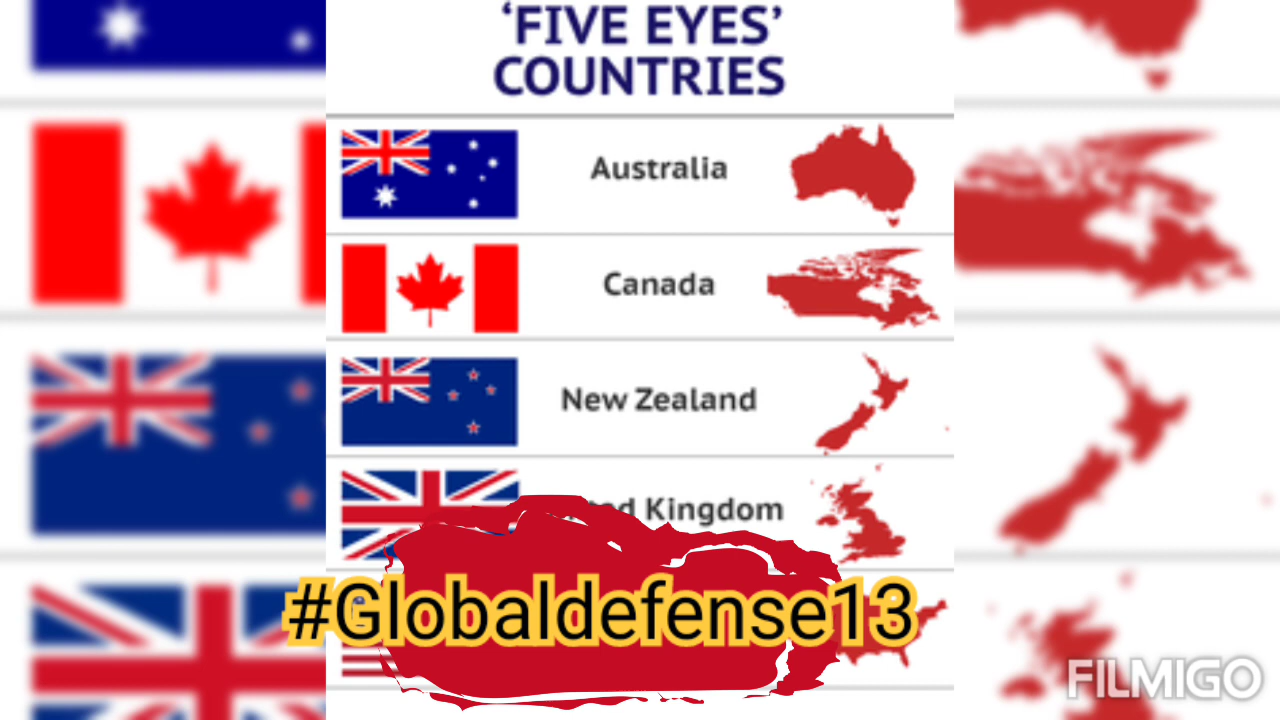 ‘FIVE EYES’
COUNTRIES
Australia
Canada
New Zealand
Kingdom
#Globaldefense13
FILMIGO